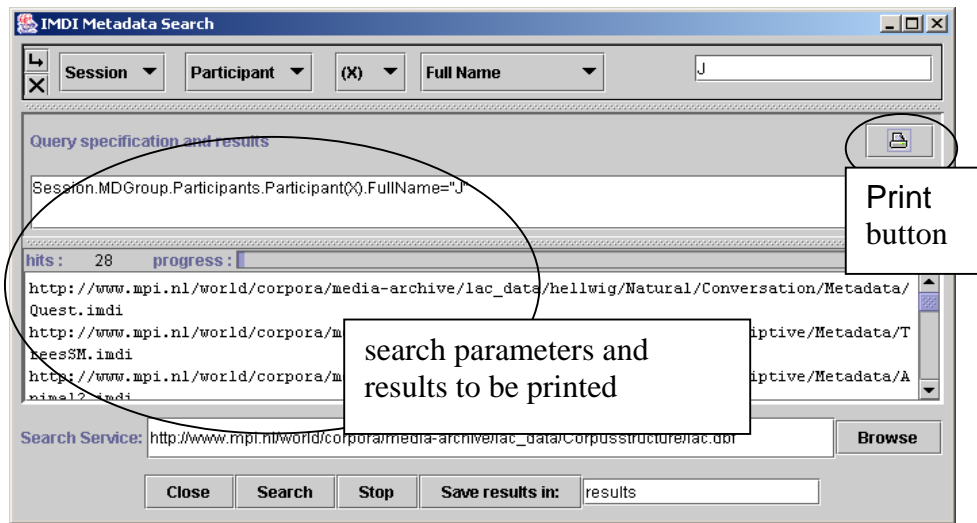 IMDI Metadata Search
Session Participant (X) Full Name J
Query specification and results
Session.MDGroup.Participants.Participant(X).FullName="J"
Print
button
hits : 28 progress :
http://www.mpi.nl/world/corpora/media-archive/lac_data/hellwig/Natural/Conversation/Metadata/
Quest.imdi
http://www.mpi.nl/world/corpora/m iptive/Metadata/T
reesSM.imdi
http://www.mpi.nl/world/corpora/m iptive/Metadata/A
nimal2.imdi
search parameters and
results to be printed
Search Service: http://www.mpi.nl/world/corpora/media-archive/lac_data/Corpusstructure/lac.dbf Browse
Close Search Stop Save results in: results